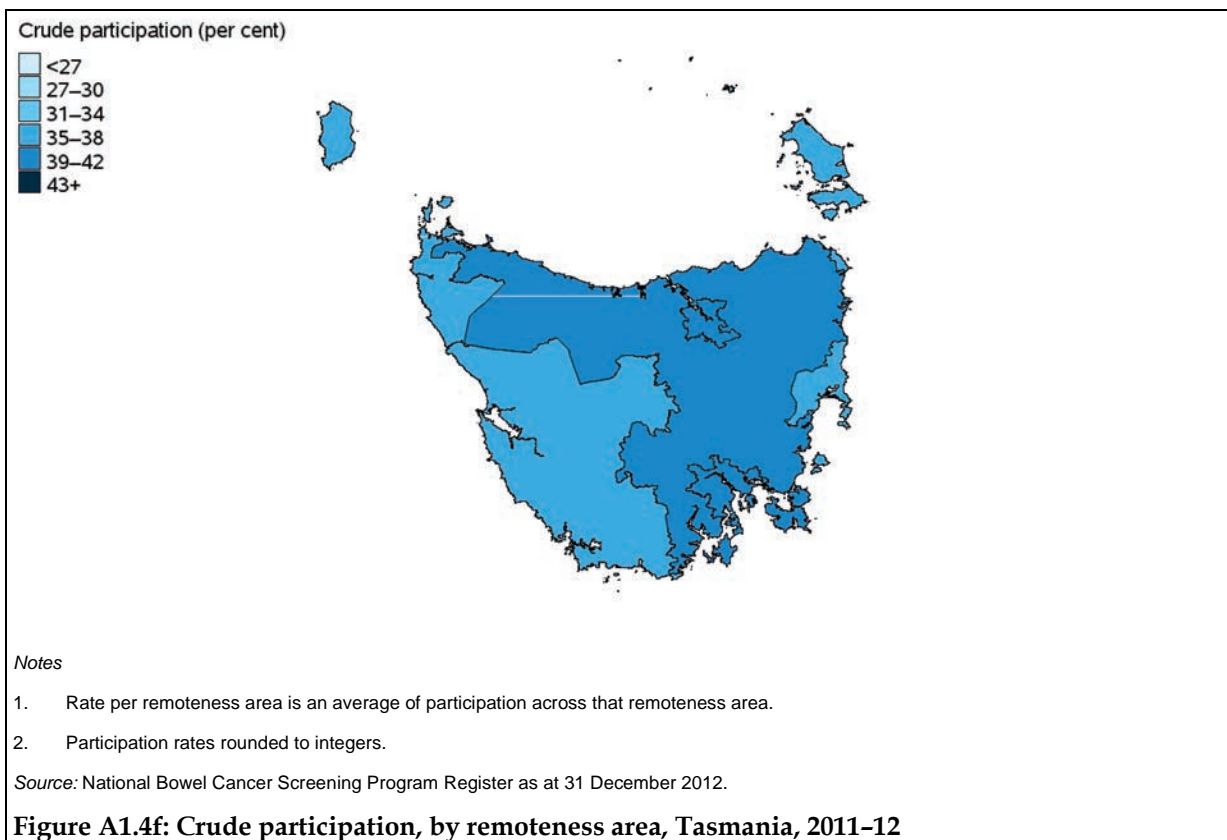 Crude participation (per cent)
<27
27–30
31–34
35–38
39–42
43+
Notes
1. Rate per remoteness area is an average of participation across that remoteness area.
2. Participation rates rounded to integers.
Source: National Bowel Cancer Screening Program Register as at 31 December 2012.
Figure A1.4f: Crude participation, by remoteness area, Tasmania, 2011–12